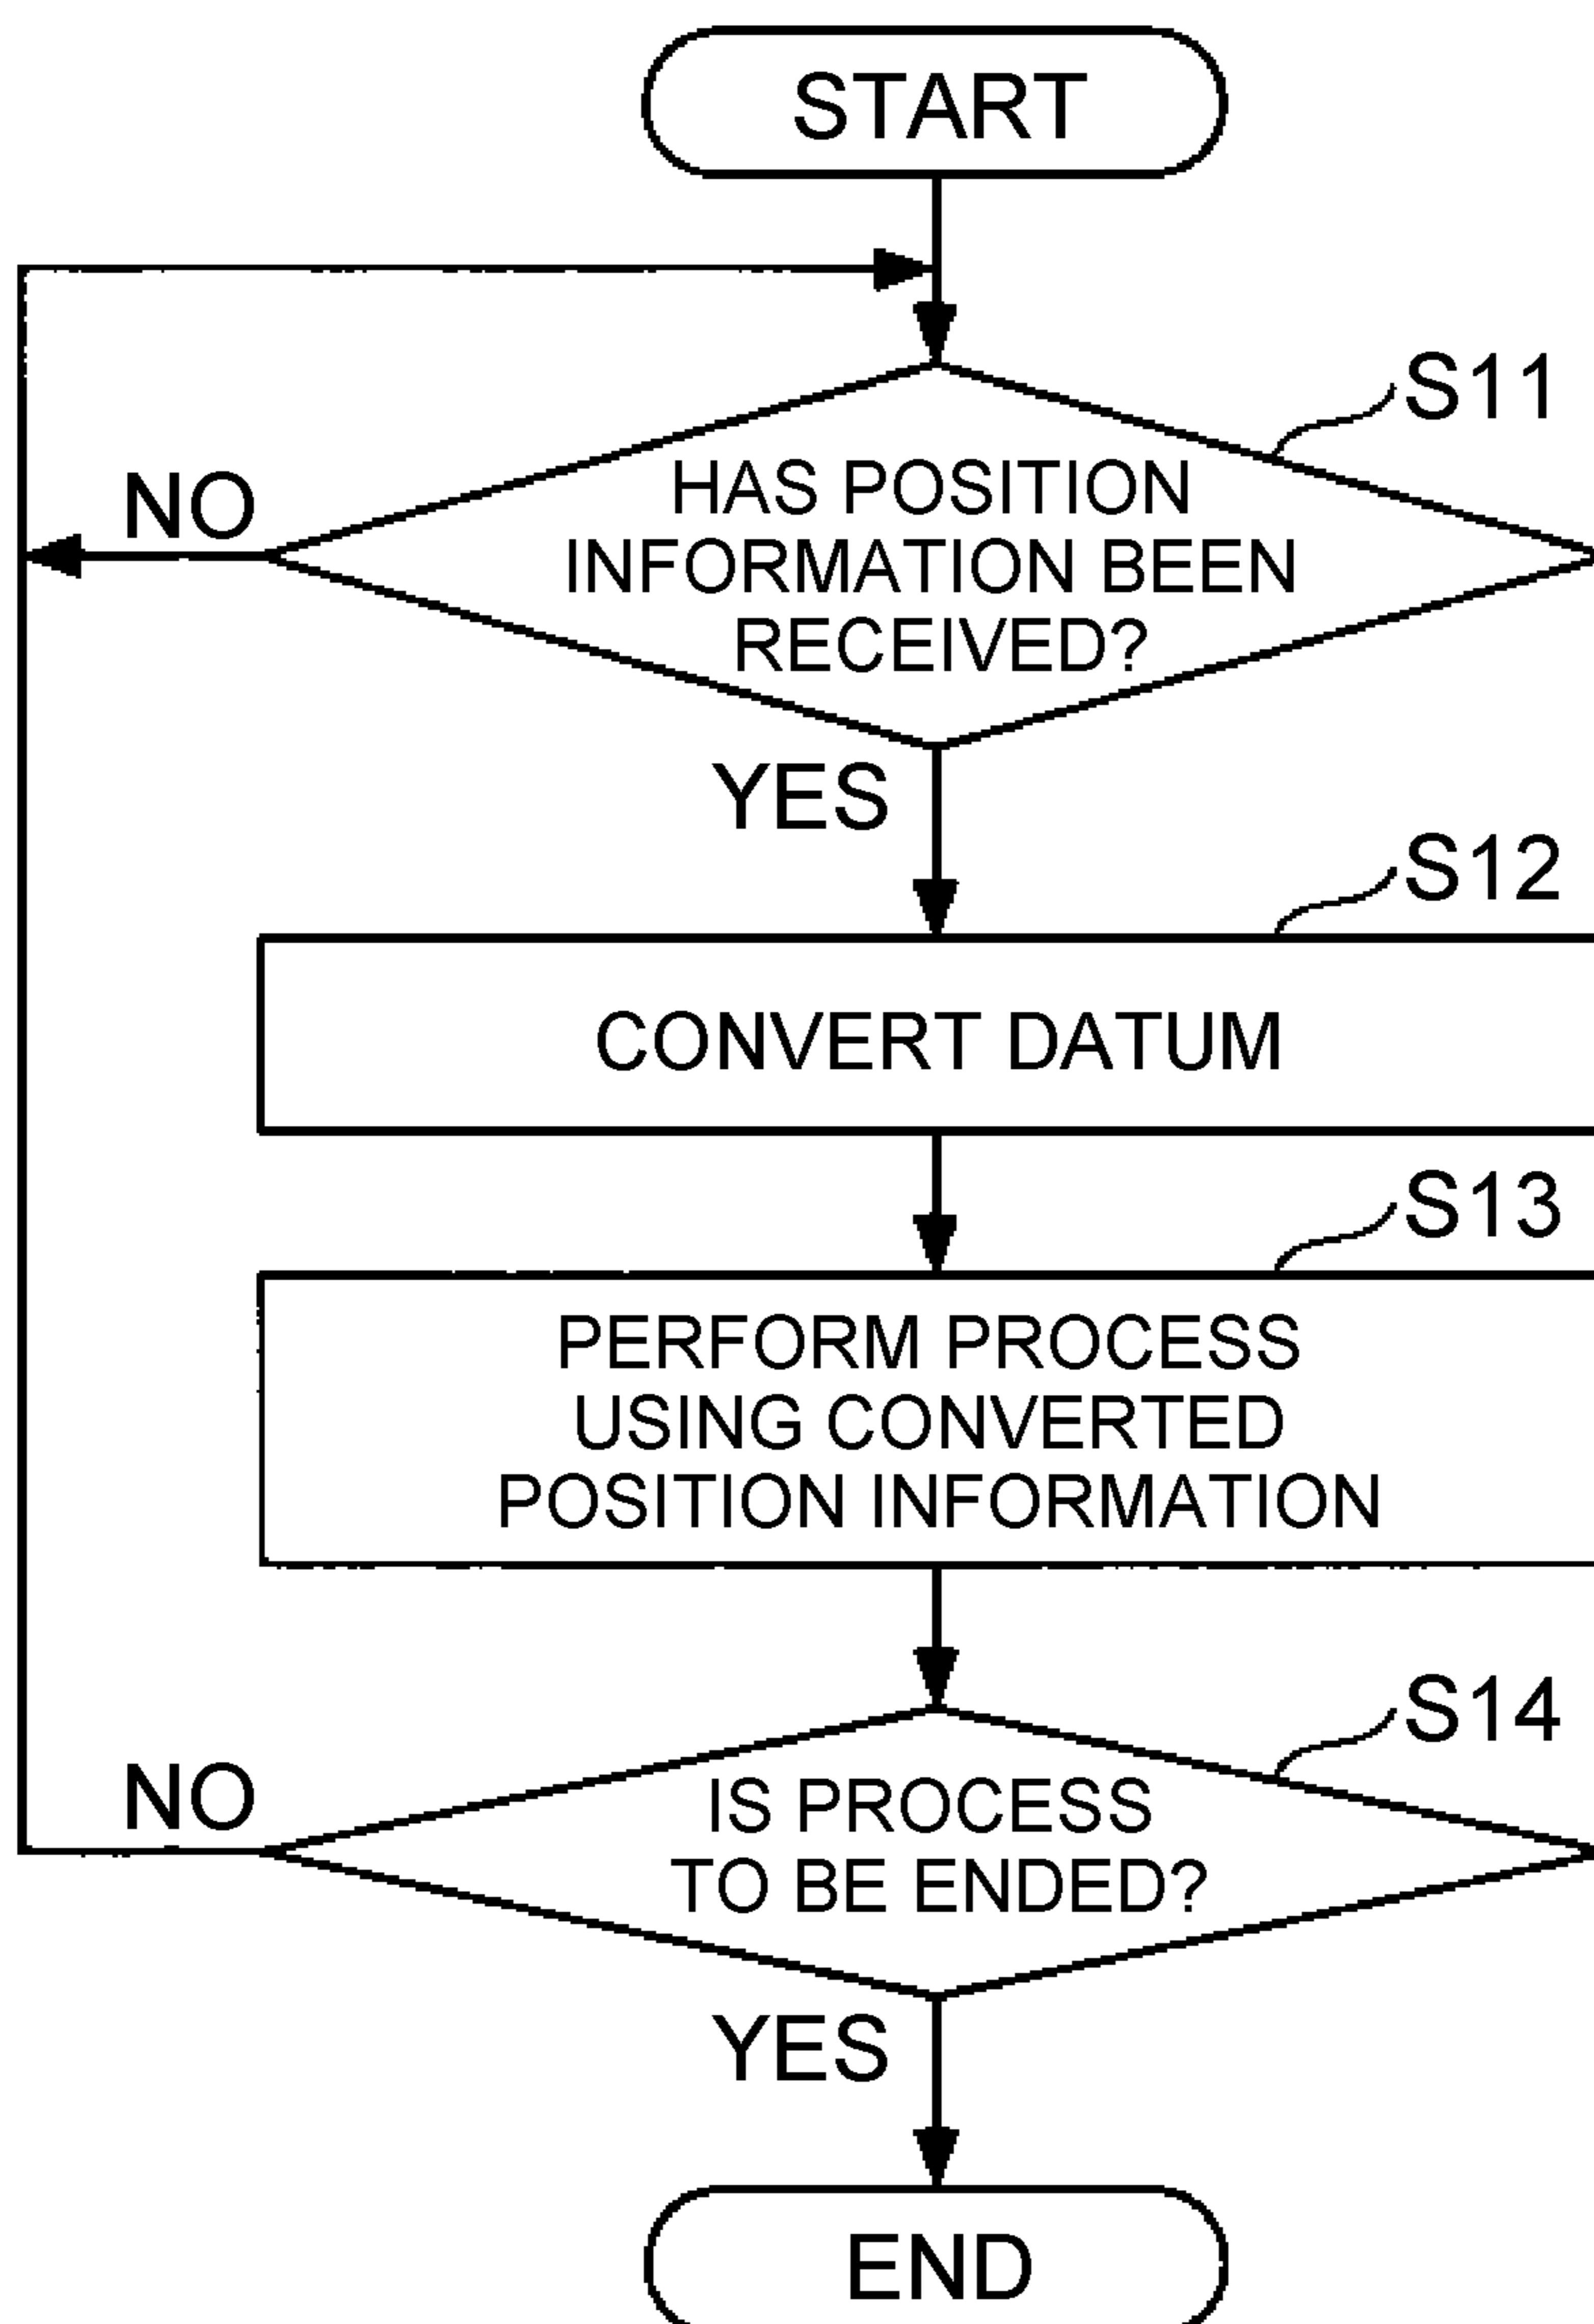 START
S11
NO
HAS POSITION
INFORMATION BEEN
RECEIVED?
YES
S12
CONVERT DATUM
S13
PERFORM PROCESS
USING CONVERTED
POSITION INFORMATION
S14
NO
IS PROCESS
TO BE ENDED?
YES
END